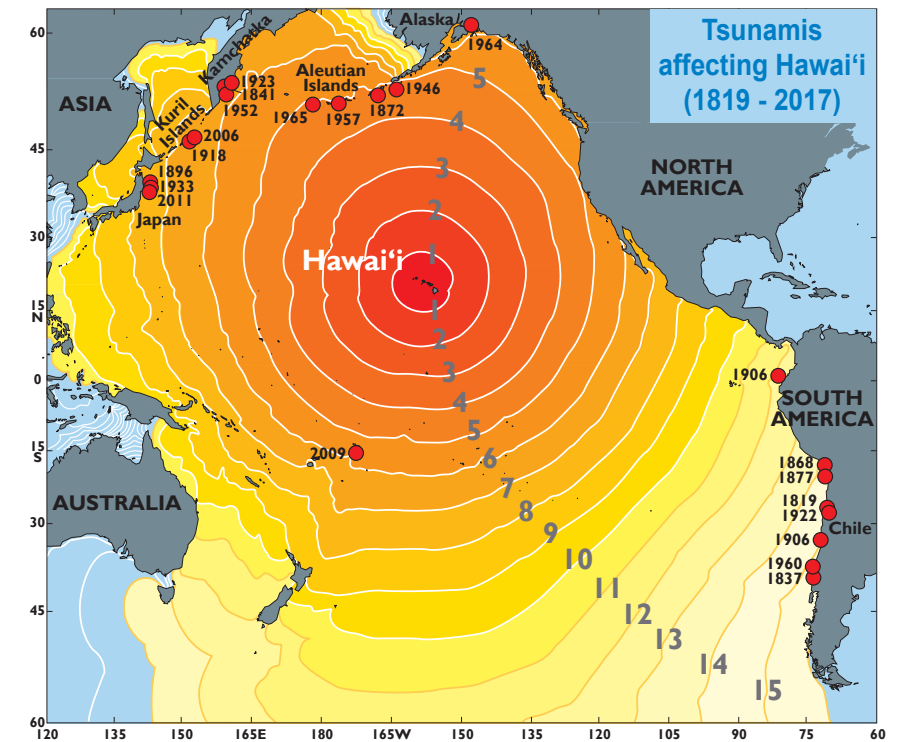 Tsunamis
affecting Hawai‘i
(1819 - 2017)
60
Alaska
1964
Kamchatka
1923
1841
1952
Aleutian
Islands
1946
1872
1957
1965
5
ASIA
Kuril
Islands
2006
1918
4
45
1896
1933
2011
Japan
3
NORTH
AMERICA
2
30
1
Hawai‘i
15
N
1
2
3
0
1906
SOUTH
AMERICA
4
5
15
S
2009
6
1868
1877
7
AUSTRALIA
8
1819
1922
Chile
30
9
1906
10
1960
1837
11
45
12
13
14
15
60
120
135
150
165E
180
165W
150
135
120
105
90
75
60